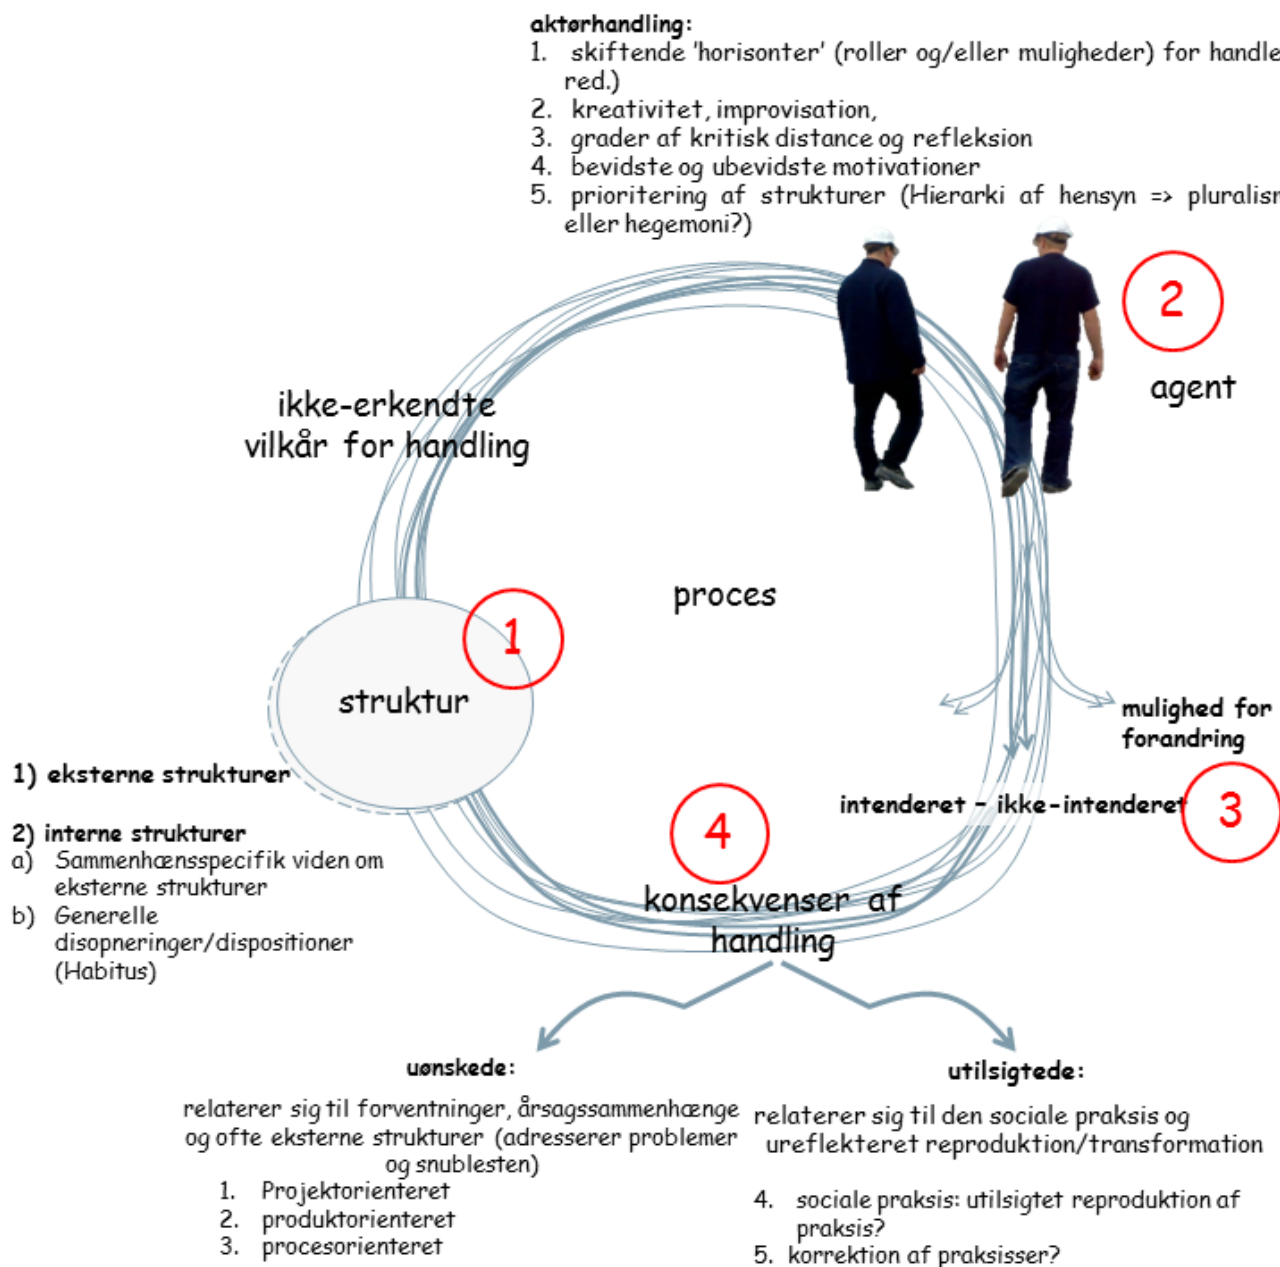 aktørhandling:
1. skiftende 'horisonter' (roller og/eller muligheder) for handle
red.)
2. kreativitet, improvisation,
3. grader af kritisk distance og refleksion
4. bevidste og ubevidste motivationer
5. prioritering af strukturer (Hierarki af hensyn => pluralism
eller hegemoni?)
2
agent
ikke-erkendte
vilkår for handling
proces
1
struktur
mulighed for
forandring
1) eksterne strukturer
intenderet - ikke-intenderet
3
4
2) interne strukturer
a) Sammenhænsspecifik viden om
eksterne strukturer
b) Generelle
disopneringer/dispositioner
(Habitus)
konsekvenser af
handling
uønskede:
relaterer sig til forventninger, årsagssammenhænge
og ofte eksterne strukturer (adresserer problemer
og snublesten)
1. Projektorienteret
2. produktorienteret
3. procesorienteret
utilsigtede:
relaterer sig til den sociale praksis og
ureflekteret reproduktion/transformation
4. sociale praksis: utilsigtet reproduktion af
praksis?
5. korrektion af praksisser?